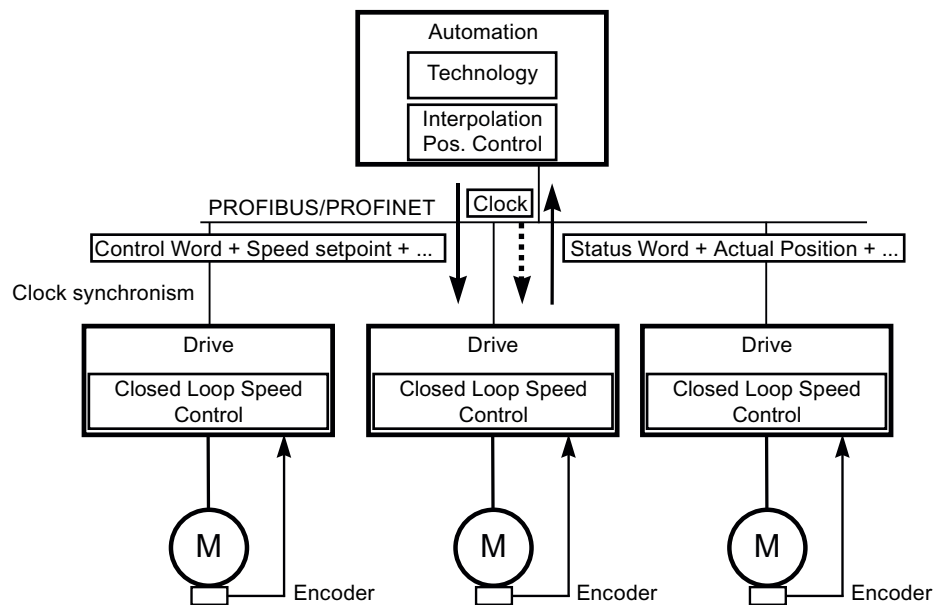 Automation
Technology
Interpolation
Pos. Control
PROFIBUS/PROFINET
Clock
Control Word + Speed setpoint + ...
Status Word + Actual Position + ...
Clock synchronism
Drive
Closed Loop Speed
Control
Drive
Closed Loop Speed
Control
Drive
Closed Loop Speed
Control
M
M
M
Encoder
Encoder
Encoder